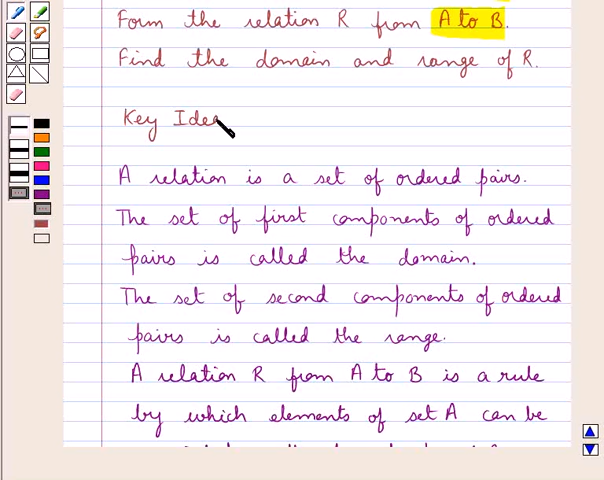 Form the relation R from A to B.
Find the domain and range of R.
Key Idea
A relation is a set of ordered pairs.
The set of first components of ordered
pairs is called the domain.
The set of second components of ordered
pairs is called the range.
A relation R from A to B is a rule
by which elements of set A can be